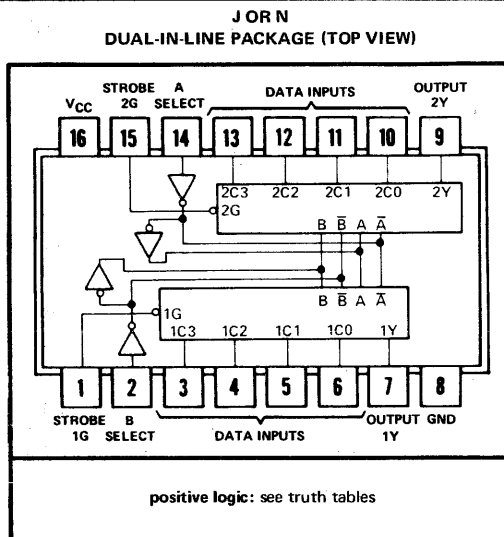 J OR N
DUAL-IN-LINE PACKAGE (TOP VIEW)
VCC
STROBE 2G
A SELECT
DATA INPUTS
OUTPUT 2Y
16 15 14 13 12 11 10 9
2C3 2C2 2C1 2C0 2Y
2G
B B̅ A A̅
B B̅ A A̅
1G
1C3 1C2 1C1 1C0 1Y
1 2 3 4 5 6 7 8
STROBE 1G
B SELECT
DATA INPUTS
OUTPUT 1Y
GND
positive logic: see truth tables